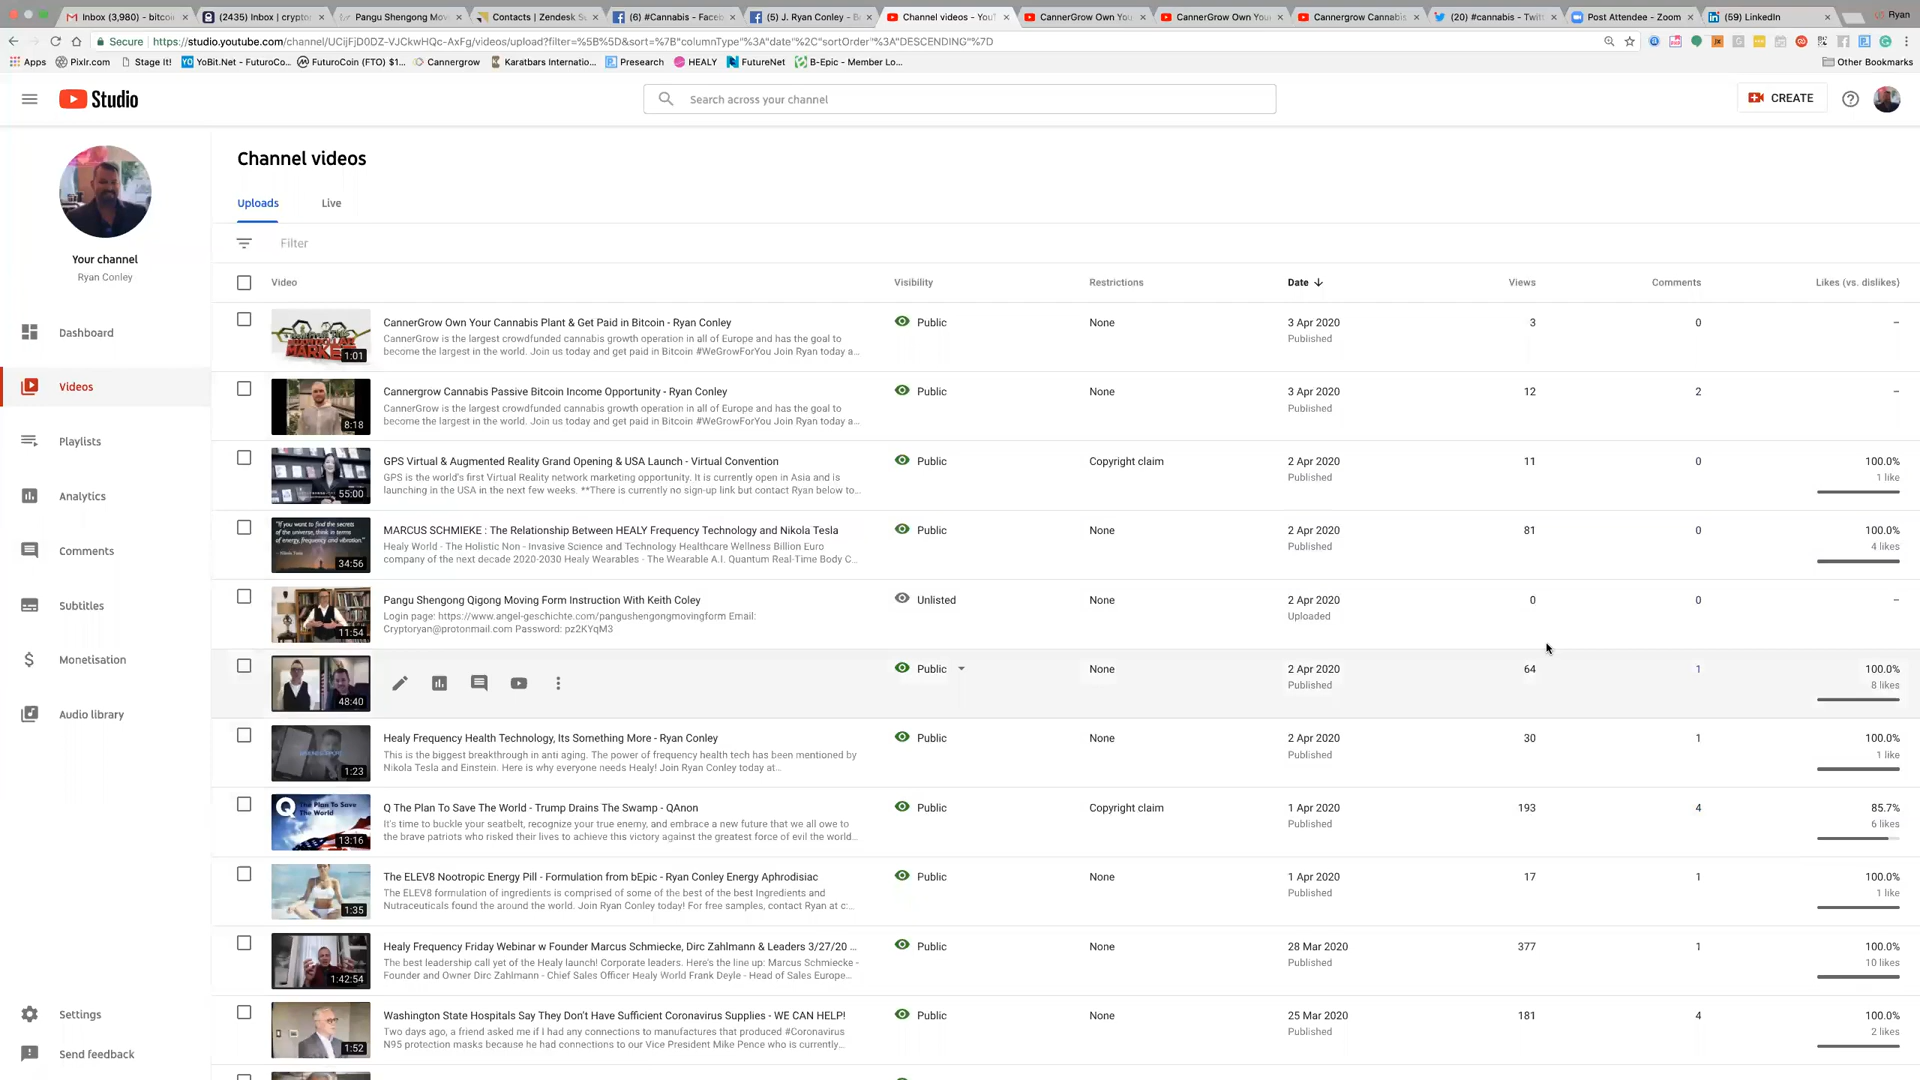 Inbox (3,980) - bitcoi
(2435) Inbox | cryptor
Pangu Shengong Mov
Contacts | Zendesk S
(6) #Cannabis - Faceb
(5) J. Ryan Conley - B
Channel videos - YouT
CannerGrow Own You
CannerGrow Own You
Cannergrow Cannabis
(20) #cannabis - Twitt
Post Attendee - Zoom
(59) LinkedIn
Ryan
Secure
https://studio.youtube.com/channel/UCijFjD0DZ-VJCkwHQc-AxFg/videos/upload?filter=%5B%5D&sort=%7B"columnType"%3A"date"%2C"sortOrder"%3A"DESCENDING"%7D
Apps
Pixlr.com
Stage It!
YoBit.Net - FuturoCo...
FuturoCoin (FTO) $1...
Cannergrow
Karatbars Internatio...
Presearch
HEALY
FutureNet
B-Epic - Member Lo...
Other Bookmarks
Studio
Search across your channel
CREATE
Your channel
Ryan Conley
Dashboard
Videos
Playlists
Analytics
Comments
Subtitles
Monetisation
Audio library
Settings
Send feedback
Channel videos
Uploads
Live
Filter
Video
Visibility
Restrictions
Date
Views
Comments
Likes (vs. dislikes)
1:01
CannerGrow Own Your Cannabis Plant & Get Paid in Bitcoin - Ryan Conley
CannerGrow is the largest crowdfunded cannabis growth operation in all of Europe and has the goal to
become the largest in the world. Join us today and get paid in Bitcoin #WeGrowForYou Join Ryan today a...
Public
None
3 Apr 2020
Published
3
0
–
8:18
Cannergrow Cannabis Passive Bitcoin Income Opportunity - Ryan Conley
CannerGrow is the largest crowdfunded cannabis growth operation in all of Europe and has the goal to
become the largest in the world. Join us today and get paid in Bitcoin #WeGrowForYou Join Ryan today a...
Public
None
3 Apr 2020
Published
12
2
–
55:00
GPS Virtual & Augmented Reality Grand Opening & USA Launch - Virtual Convention
GPS is the world's first Virtual Reality network marketing opportunity. It is currently open in Asia and is
launching in the USA in the next few weeks. **There is currently no sign-up link but contact Ryan below to...
Public
Copyright claim
2 Apr 2020
Published
11
0
100.0%
1 like
"If you want to find the secrets
of the universe, think in terms
of energy, frequency and vibration."
34:56
MARCUS SCHMIEKE : The Relationship Between HEALY Frequency Technology and Nikola Tesla
Healy World - The Holistic Non - Invasive Science and Technology Healthcare Wellness Billion Euro
company of the next decade 2020-2030 Healy Wearables - The Wearable A.I. Quantum Real-Time Body C...
Public
None
2 Apr 2020
Published
81
0
100.0%
4 likes
11:54
Pangu Shengong Qigong Moving Form Instruction With Keith Coley
Login page: https://www.angel-geschichte.com/pangushengongmovingform Email:
Cryptoryan@protonmail.com Password: pz2KYqM3
Unlisted
None
2 Apr 2020
Uploaded
0
0
–
48:40
Public
None
2 Apr 2020
Published
64
1
100.0%
8 likes
1:23
Healy Frequency Health Technology, Its Something More - Ryan Conley
This is the biggest breakthrough in anti aging. The power of frequency health tech has been mentioned by
Nikola Tesla and Einstein. Here is why everyone needs Healy! Join Ryan Conley today at...
Public
None
2 Apr 2020
Published
30
1
100.0%
1 like
Q The Plan To Save
The World
13:16
Q The Plan To Save The World - Trump Drains The Swamp - QAnon
It's time to buckle your seatbelt, recognize your true enemy, and embrace a new future that we all owe to
the brave patriots who risked their lives to achieve this victory against the greatest force of evil the world...
Public
Copyright claim
1 Apr 2020
Published
193
4
85.7%
6 likes
1:35
The ELEV8 Nootropic Energy Pill - Formulation from bEpic - Ryan Conley Energy Aphrodisiac
The ELEV8 formulation of ingredients is comprised of some of the best of the best Ingredients and
Nutraceuticals found the around the world. Join Ryan Conley today! For free samples, contact Ryan at c:...
Public
None
1 Apr 2020
Published
17
1
100.0%
1 like
1:42:54
Healy Frequency Friday Webinar w Founder Marcus Schmiecke, Dirc Zahlmann & Leaders 3/27/20 ...
The best leadership call yet of the Healy launch! Corporate leaders. Here's the line up: Marcus Schmiecke -
Founder and Owner Dirc Zahlmann - Chief Sales Officer Healy World Frank Deyle - Head of Sales Europe...
Public
None
28 Mar 2020
Published
377
1
100.0%
10 likes
1:52
Washington State Hospitals Say They Don't Have Sufficient Coronavirus Supplies - WE CAN HELP!
Two days ago, a friend asked me if I had any connections to manufactures that produced #Coronavirus
N95 protection masks because he had connections to our Vice President Mike Pence who is currently...
Public
None
25 Mar 2020
Published
181
4
100.0%
2 likes